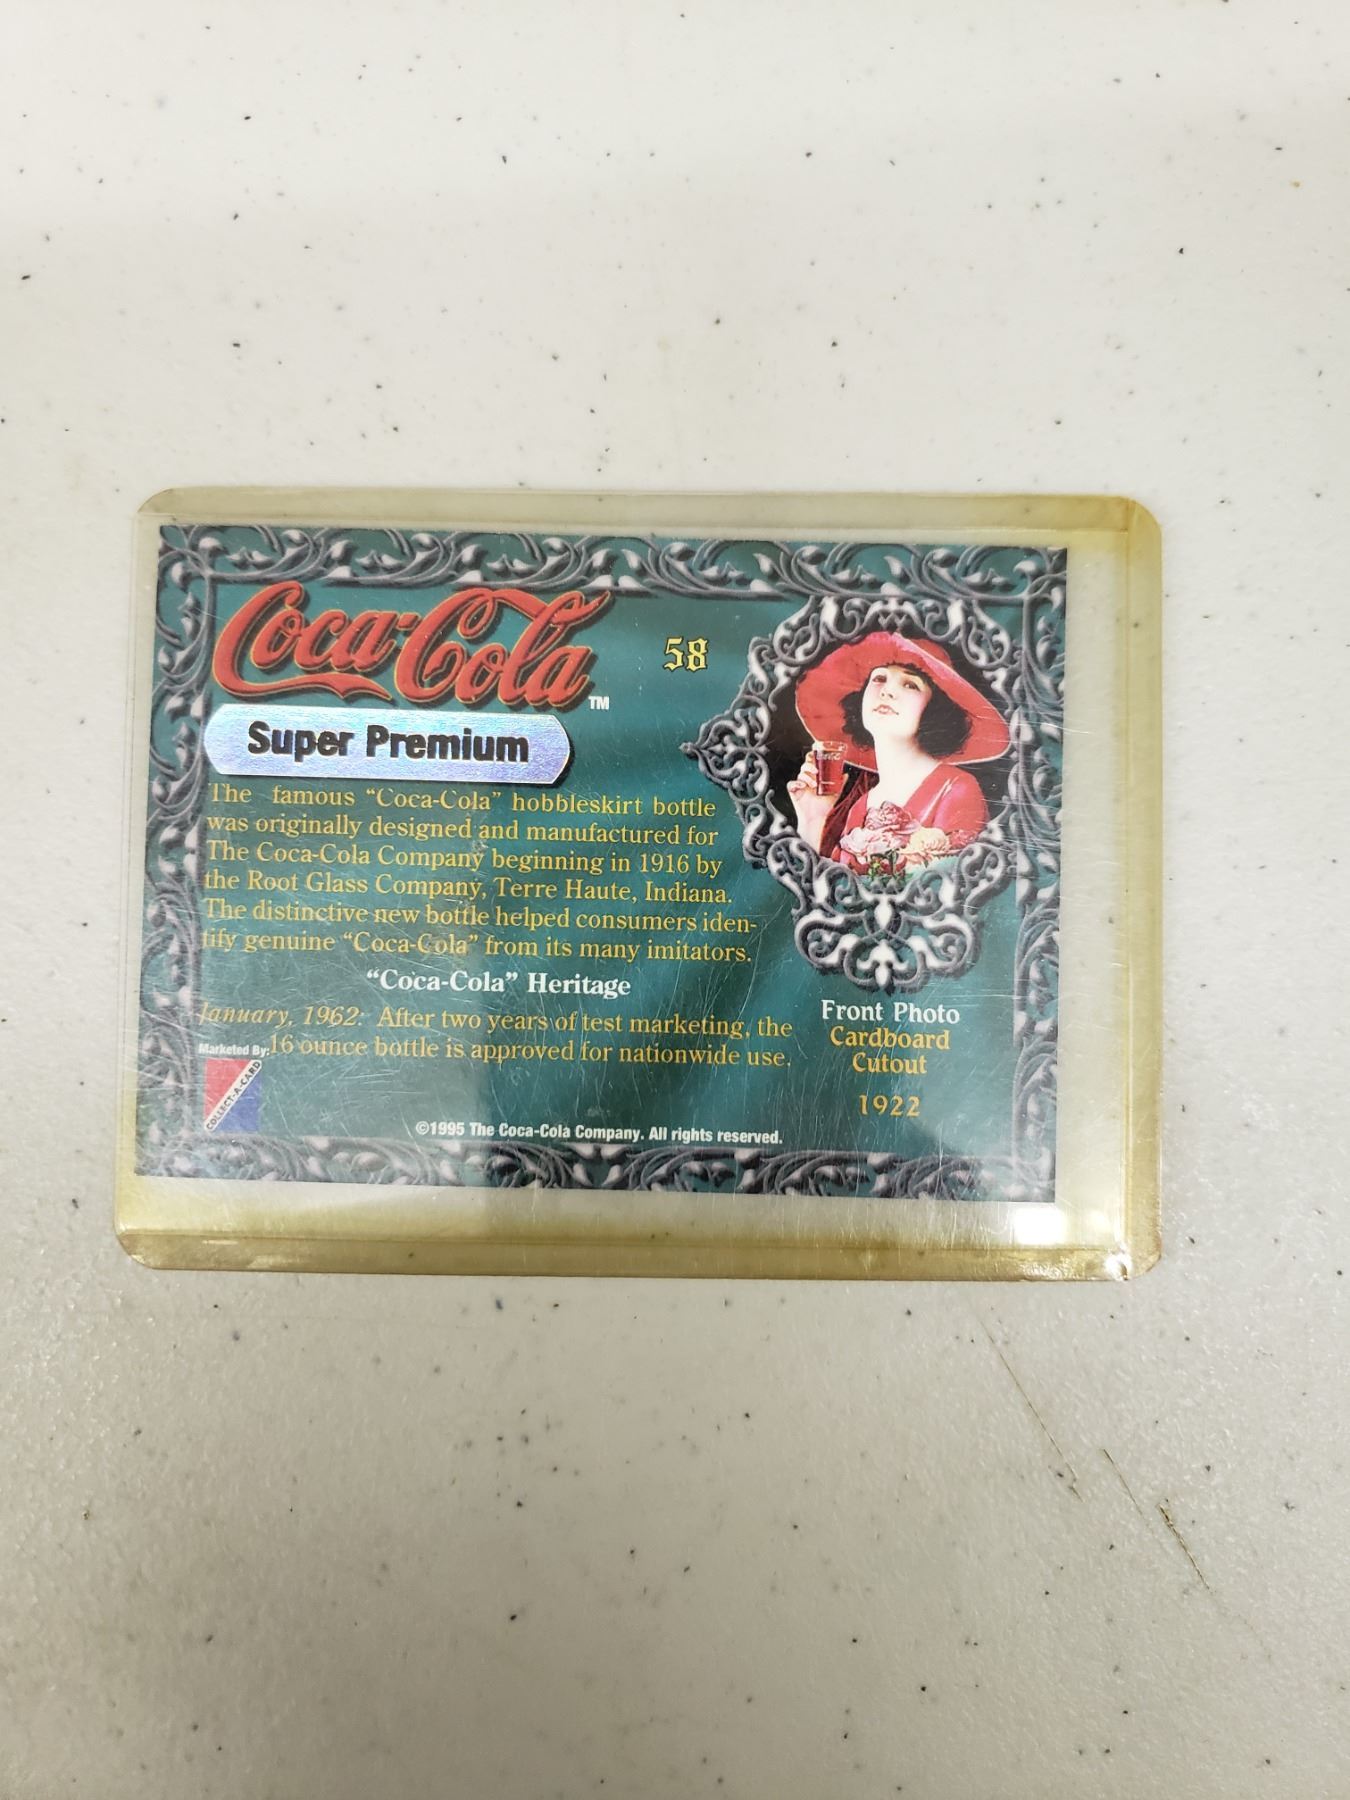 Coca-Cola TM
58
Super Premium
The famous “Coca-Cola” hobbleskirt bottle
was originally designed and manufactured for
The Coca-Cola Company beginning in 1916 by
the Root Glass Company, Terre Haute, Indiana.
The distinctive new bottle helped consumers iden-
tify genuine “Coca-Cola” from its many imitators.
“Coca-Cola” Heritage
January, 1962: After two years of test marketing, the
16 ounce bottle is approved for nationwide use.
Marketed By:
COLLECT-A-CARD
©1995 The Coca-Cola Company. All rights reserved.
Front Photo
Cardboard
Cutout
1922